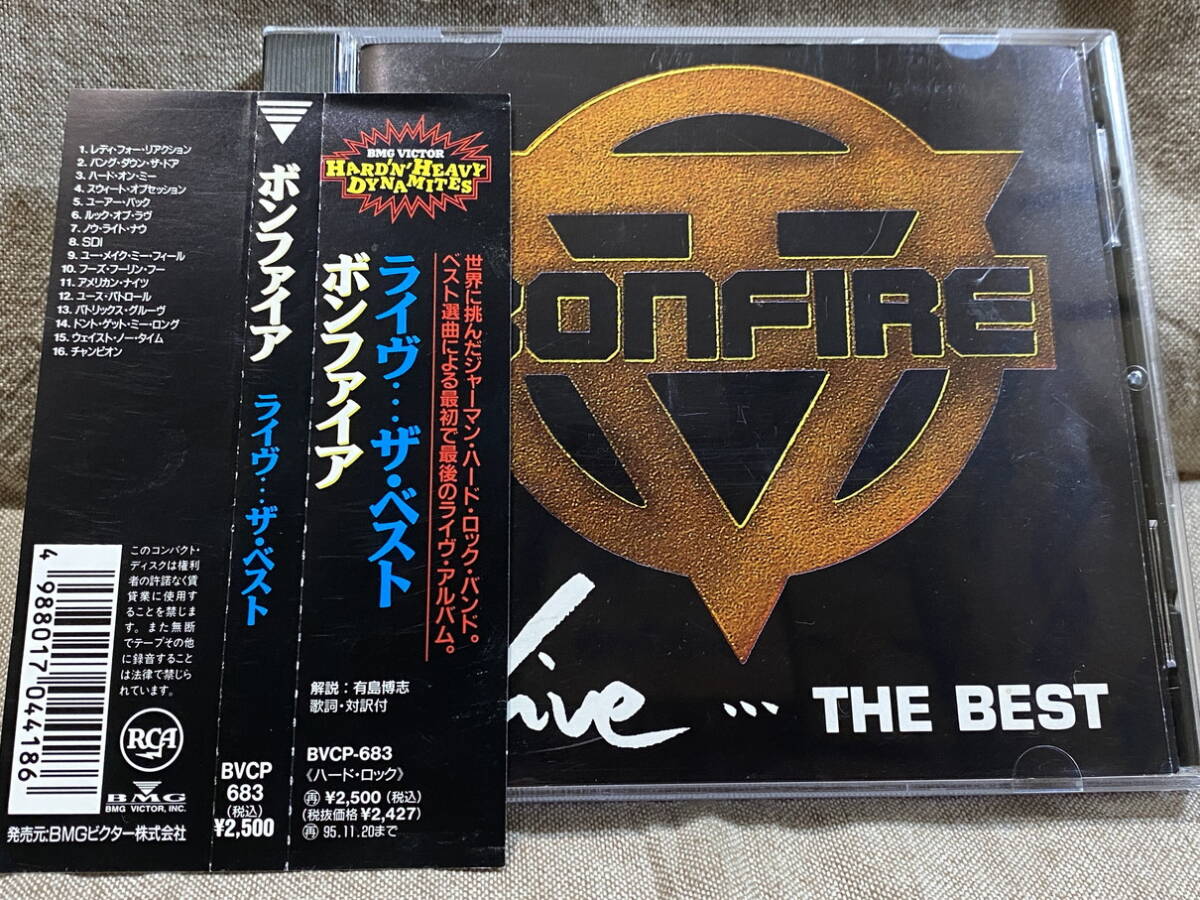 1. レディ・フォー・リアクション
2. バング・ダウン・ザ・ドア
3. ハード・オン・ミー
4. スウィート・オブセッション
5. ユーアー・バック
6. ルック・オブ・ラヴ
7. ノウ・ライト・ナウ
8. SDI
9. ユー・メイク・ミー・フィール
10. フーズ・フーリン・フー
11. アメリカン・ナイツ
12. ユース・パトロール
13. パトリックス・グルーヴ
14. ドント・ゲット・ミー・ロング
15. ウェイスト・ノー・タイム
16. チャンピオン
4 988017 044186
このコンパクト・
ディスクは権利
者の許諾なく賃
貸業に使用す
ることを禁じま
す。また無断
でテープその他
に録音すること
は法律で禁じら
れています。
RCA
BMG
BMG VICTOR, INC.
発売元:BMGビクター株式会社
ボンファイア
ライヴ…ザ・ベスト
BVCP
683
(税込)
¥2,500
BMG VICTOR
HARD'N'HEAVY
DYNAMITES
世界に挑んだジャーマン・ハード・ロック・バンド。
ベスト選曲による最初で最後のライヴ・アルバム。
ライヴ…ザ・ベスト
ボンファイア
解説:有島博志
歌詞・対訳付
BVCP-683
《ハード・ロック》
再 ¥2,500(税込)
(税抜価格¥2,427)
再 95.11.20まで
BONFIRE
Live ... THE BEST